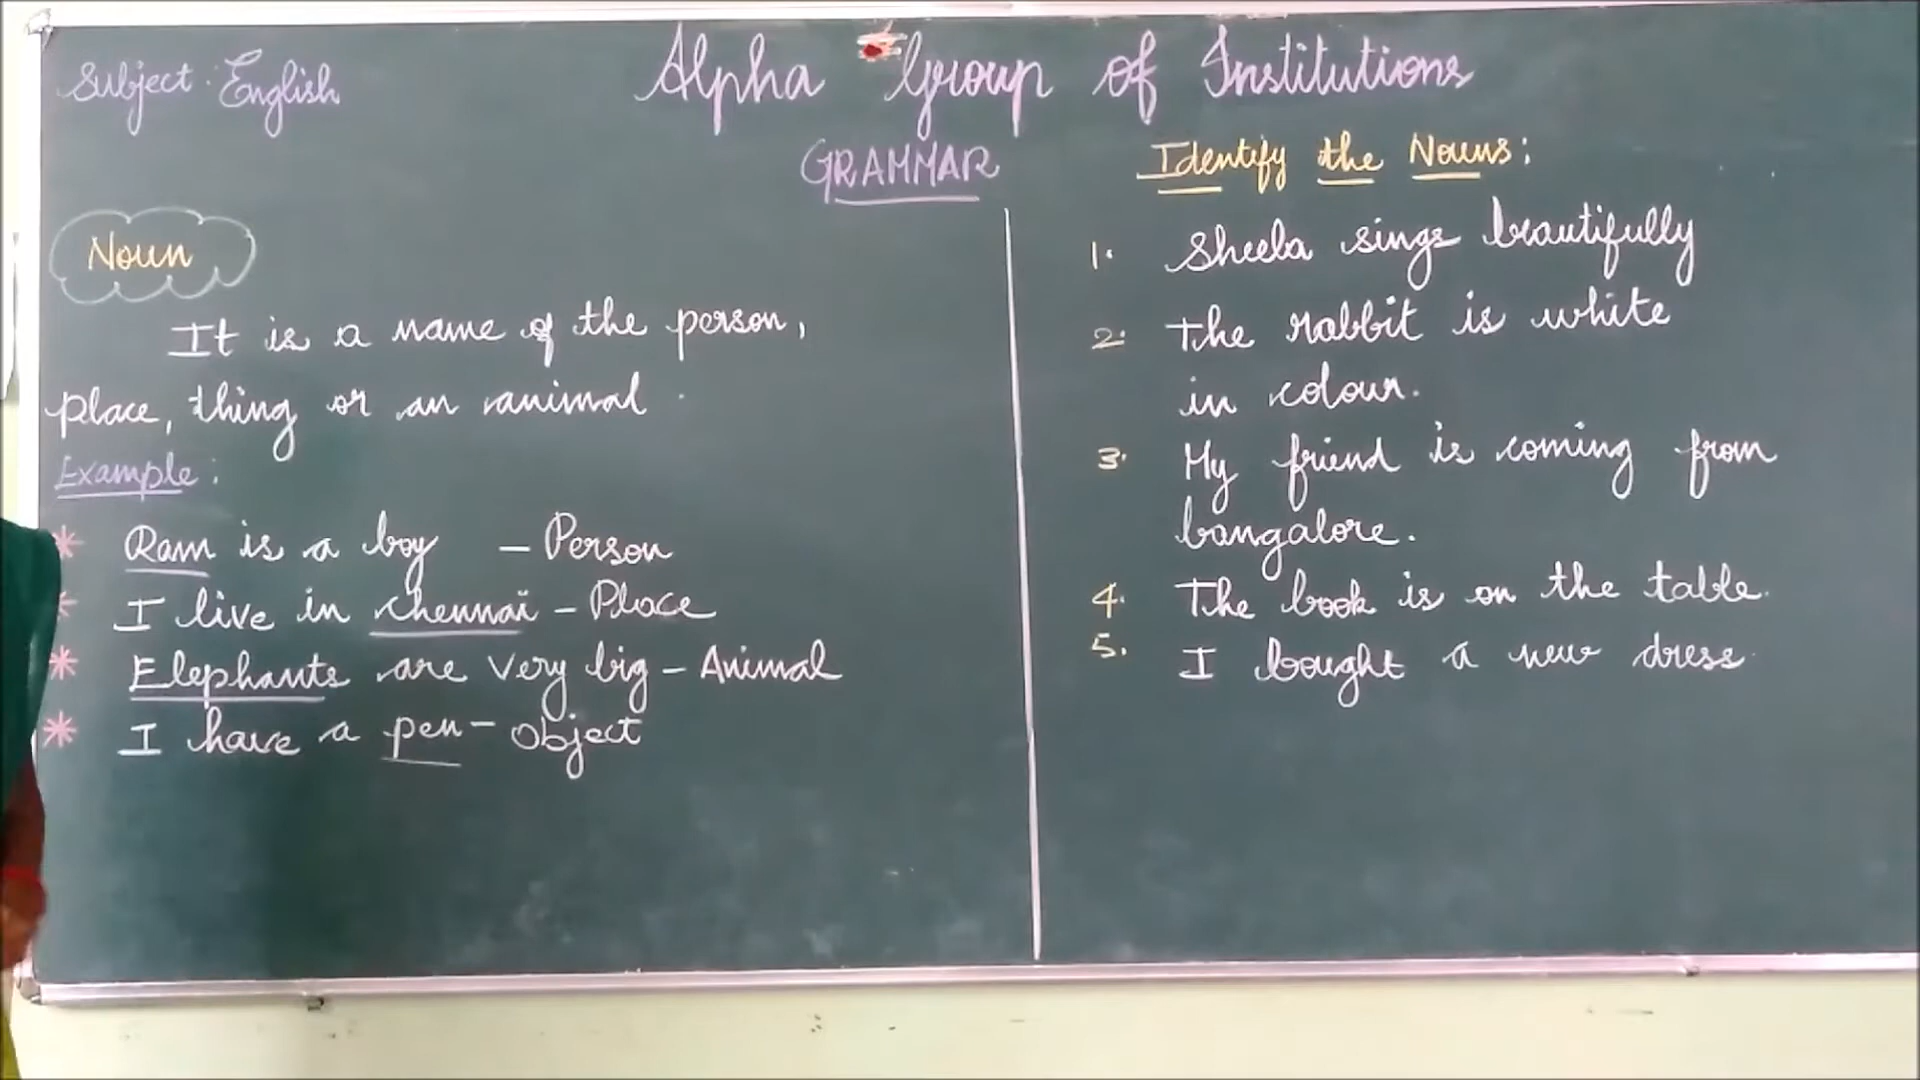 Subject : English
Alpha Group of Institutions
GRAMMAR
Noun
It is a name of the person,
place, thing or an animal.
Example :
* Ram is a boy - Person
* I live in chennai - Place
* Elephants are very big - Animal
* I have a pen - Object
Identify the Nouns :
1. Sheeba sings beautifully
2. The rabbit is white
in colour.
3. My friend is coming from
bangalore.
4. The book is on the table.
5. I bought a new dress.